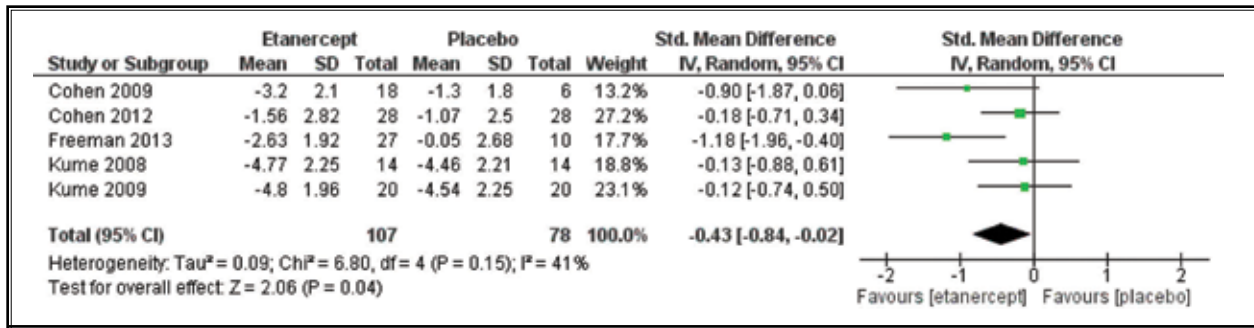 Etanercept Placebo Std. Mean Difference Std. Mean Difference
Study or Subgroup Mean SD Total Mean SD Total Weight IV, Random, 95% CI IV, Random, 95% CI
Cohen 2009 -3.2 2.1 18 -1.3 1.8 6 13.2% -0.90 [-1.87, 0.06]
Cohen 2012 -1.56 2.82 28 -1.07 2.5 28 27.2% -0.18 [-0.71, 0.34]
Freeman 2013 -2.63 1.92 27 -0.05 2.68 10 17.7% -1.18 [-1.96, -0.40]
Kume 2008 -4.77 2.25 14 -4.46 2.21 14 18.8% -0.13 [-0.88, 0.61]
Kume 2009 -4.8 1.96 20 -4.54 2.25 20 23.1% -0.12 [-0.74, 0.50]
Total (95% CI) 107 78 100.0% -0.43 [-0.84, -0.02]
Heterogeneity: Tau² = 0.09; Chi² = 6.80, df = 4 (P = 0.15); I² = 41%
Test for overall effect: Z = 2.06 (P = 0.04)
-2 -1 0 1 2
Favours [etanercept] Favours [placebo]